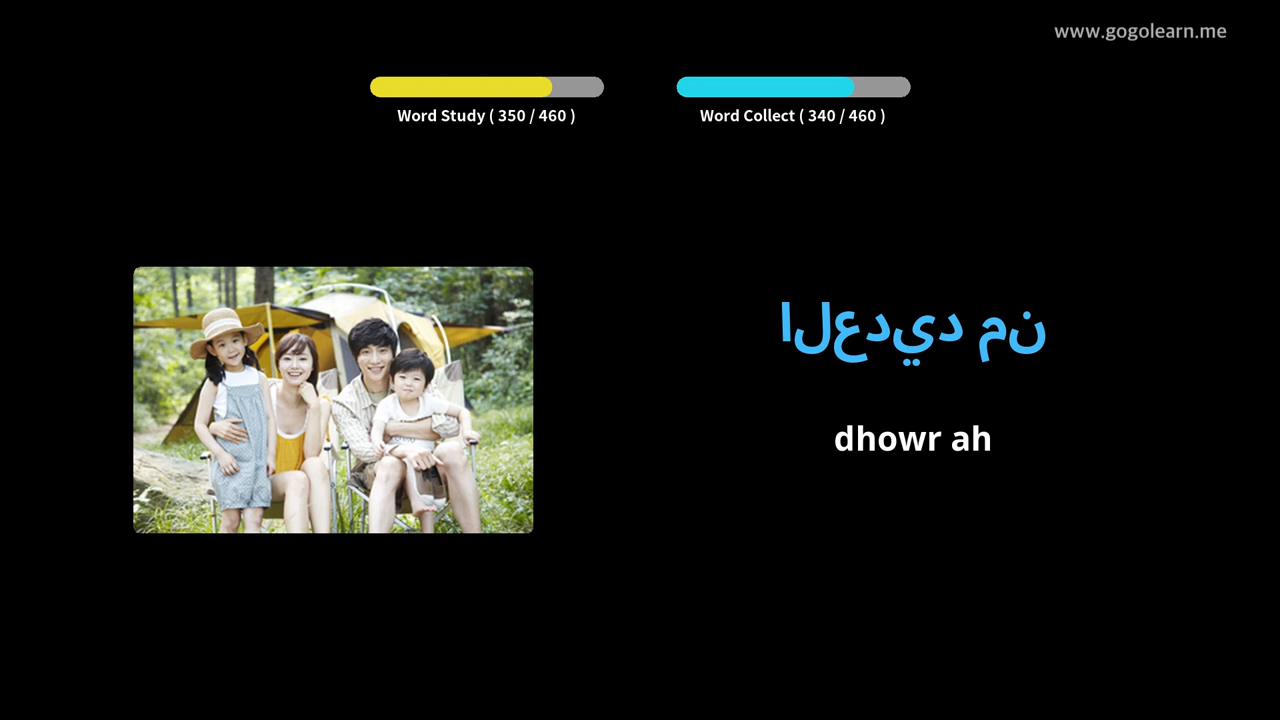 www.gogolearn.me
Word Study ( 350 / 460 )
Word Collect ( 340 / 460 )
العديد من
dhowr ah